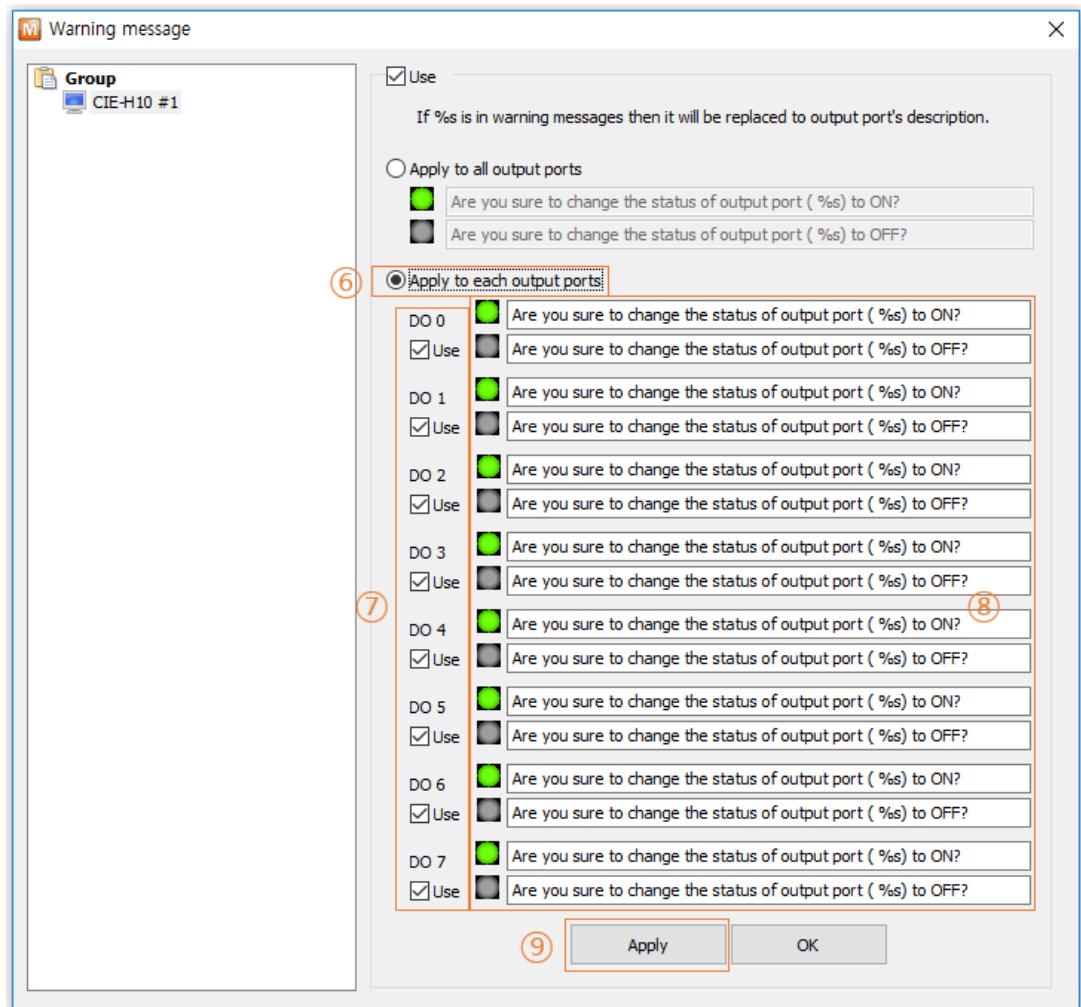 M Warning message
Group
CIE-H10 #1
Use
If %s is in warning messages then it will be replaced to output port's description.
Apply to all output ports
Are you sure to change the status of output port ( %s) to ON?
Are you sure to change the status of output port ( %s) to OFF?
⑥ Apply to each output ports
DO 0 Are you sure to change the status of output port ( %s) to ON?
Use Are you sure to change the status of output port ( %s) to OFF?
DO 1 Are you sure to change the status of output port ( %s) to ON?
Use Are you sure to change the status of output port ( %s) to OFF?
DO 2 Are you sure to change the status of output port ( %s) to ON?
Use Are you sure to change the status of output port ( %s) to OFF?
DO 3 Are you sure to change the status of output port ( %s) to ON?
Use Are you sure to change the status of output port ( %s) to OFF?
⑦ ⑧
DO 4 Are you sure to change the status of output port ( %s) to ON?
Use Are you sure to change the status of output port ( %s) to OFF?
DO 5 Are you sure to change the status of output port ( %s) to ON?
Use Are you sure to change the status of output port ( %s) to OFF?
DO 6 Are you sure to change the status of output port ( %s) to ON?
Use Are you sure to change the status of output port ( %s) to OFF?
DO 7 Are you sure to change the status of output port ( %s) to ON?
Use Are you sure to change the status of output port ( %s) to OFF?
⑨ Apply OK